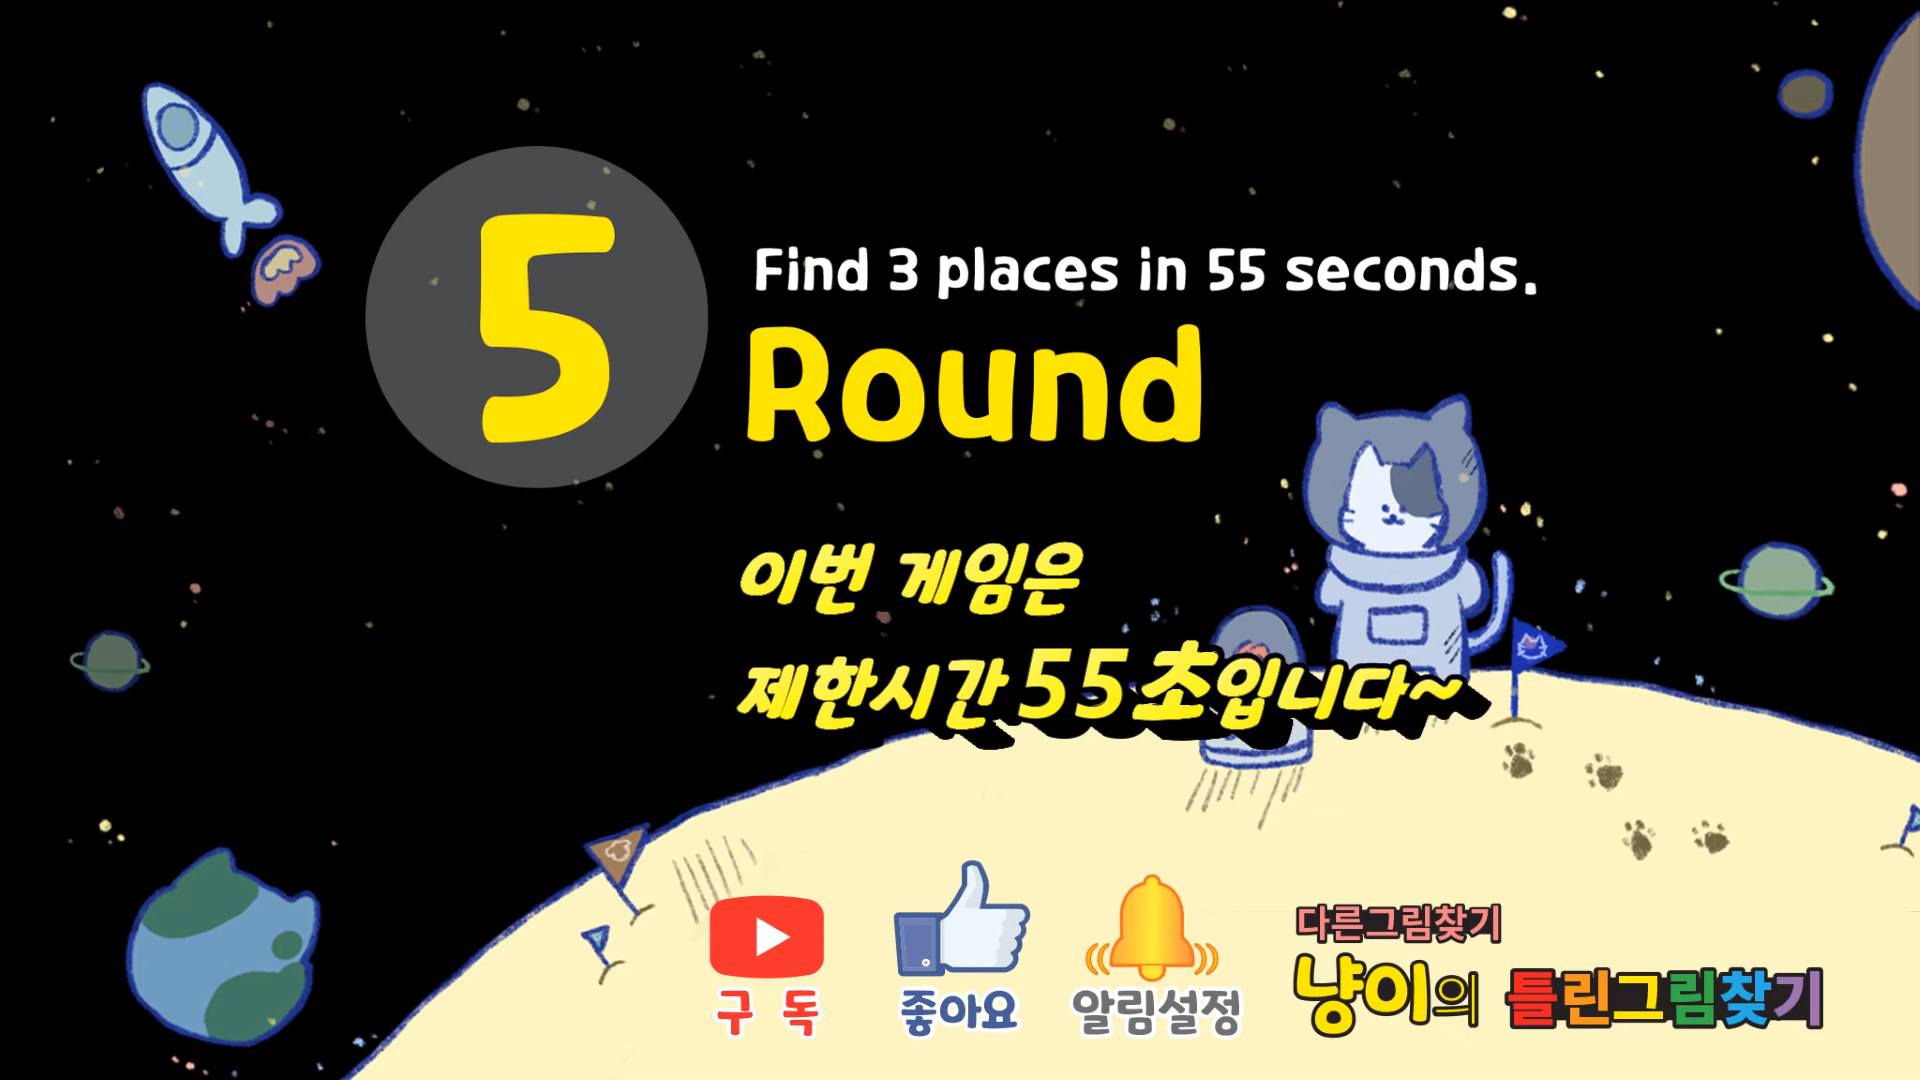 5
Find 3 places in 55 seconds.
Round
이번 게임은
제한시간 55초입니다~
구 독
좋아요
알림설정
다른그림찾기
냥이의 틀린그림찾기